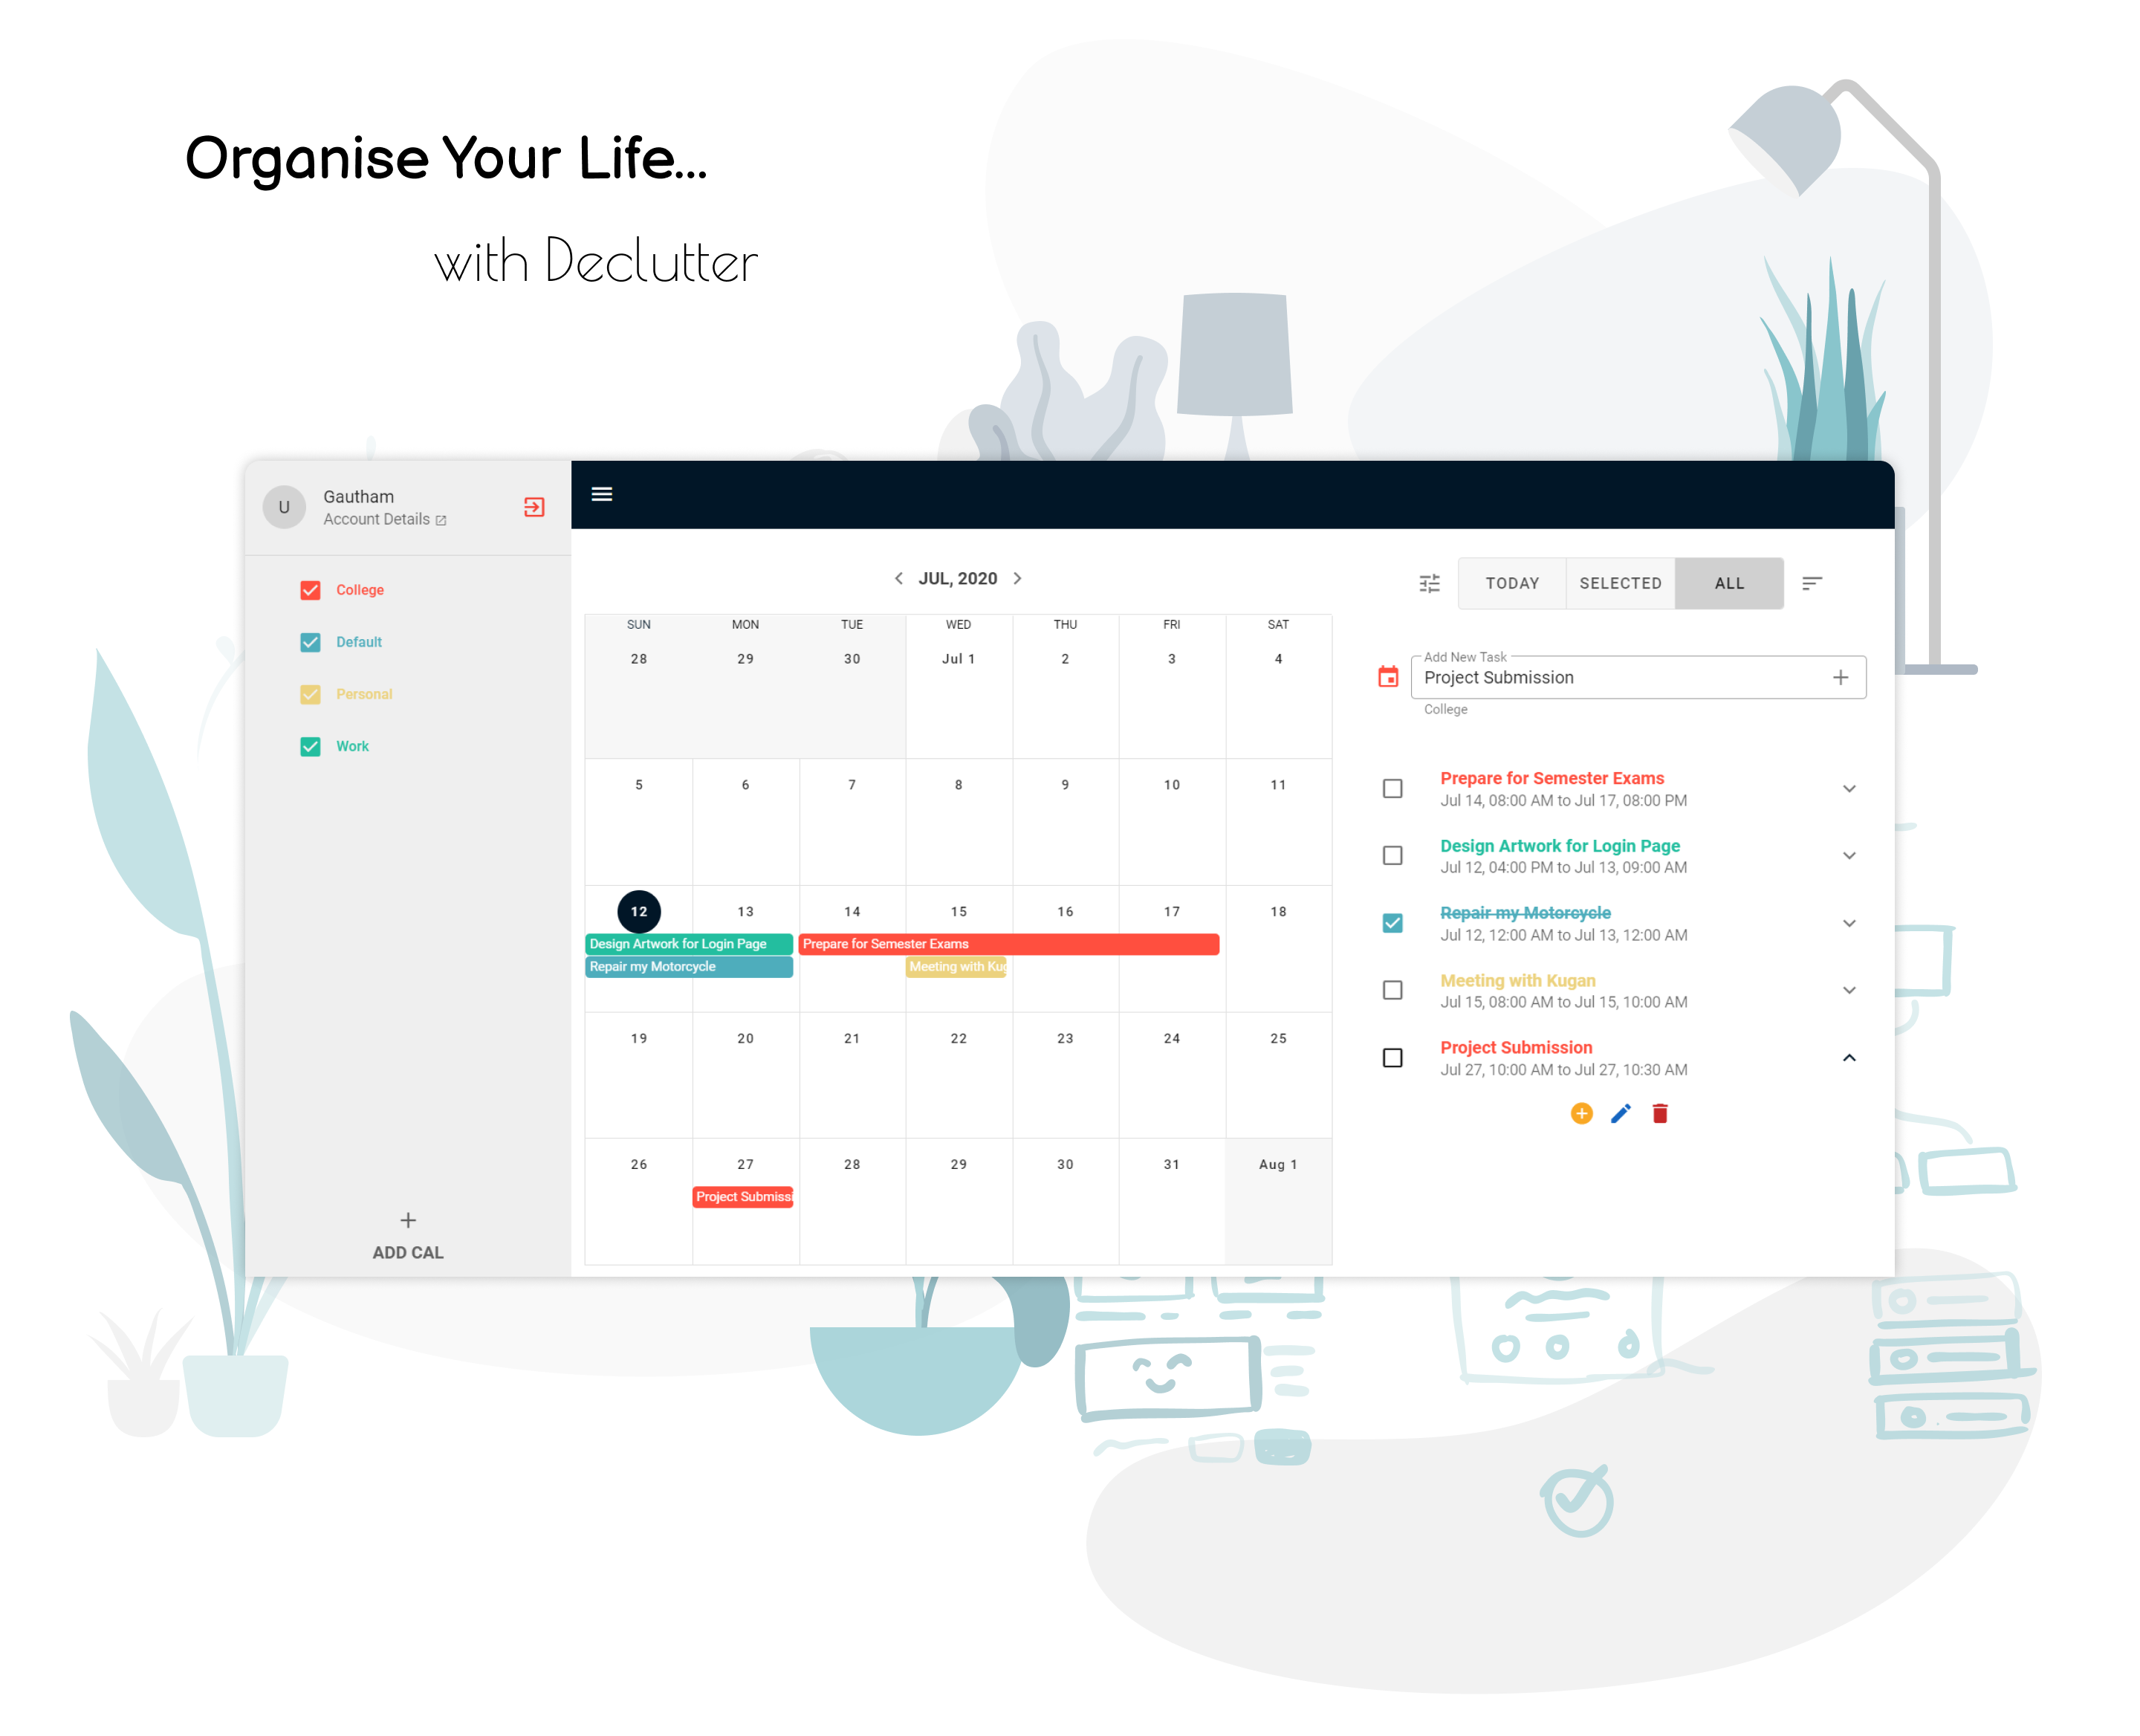 Organise Your Life...
with Declutter
U
Gautham
Account Details
College
Default
Personal
Work
ADD CAL
JUL, 2020
SUN MON TUE WED THU FRI SAT
28 29 30 Jul 1 2 3 4
5 6 7 8 9 10 11
12 13 14 15 16 17 18
Design Artwork for Login Page Prepare for Semester Exams
Repair my Motorcycle Meeting with Kug
19 20 21 22 23 24 25
26 27 28 29 30 31 Aug 1
Project Submissi
TODAY SELECTED ALL
Add New Task
Project Submission
College
Prepare for Semester Exams
Jul 14, 08:00 AM to Jul 17, 08:00 PM
Design Artwork for Login Page
Jul 12, 04:00 PM to Jul 13, 09:00 AM
Repair my Motorcycle
Jul 12, 12:00 AM to Jul 13, 12:00 AM
Meeting with Kugan
Jul 15, 08:00 AM to Jul 15, 10:00 AM
Project Submission
Jul 27, 10:00 AM to Jul 27, 10:30 AM